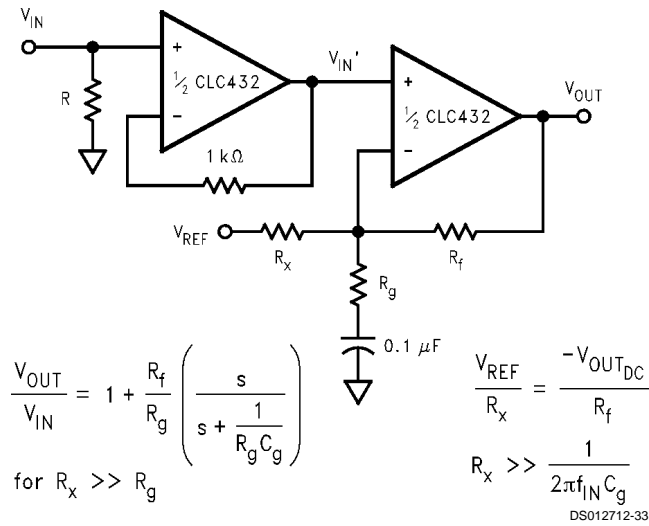 V_IN
+
½ CLC432
−
R
1 kΩ
V_IN'
+
½ CLC432
−
V_OUT
V_REF
R_x
R_f
R_g
0.1 μF
V_OUT / V_IN = 1 + R_f / R_g ( s / ( s + 1 / (R_g C_g) ) )
for R_x >> R_g
V_REF / R_x = −V_OUT_DC / R_f
R_x >> 1 / (2πf_IN C_g)
DS012712-33